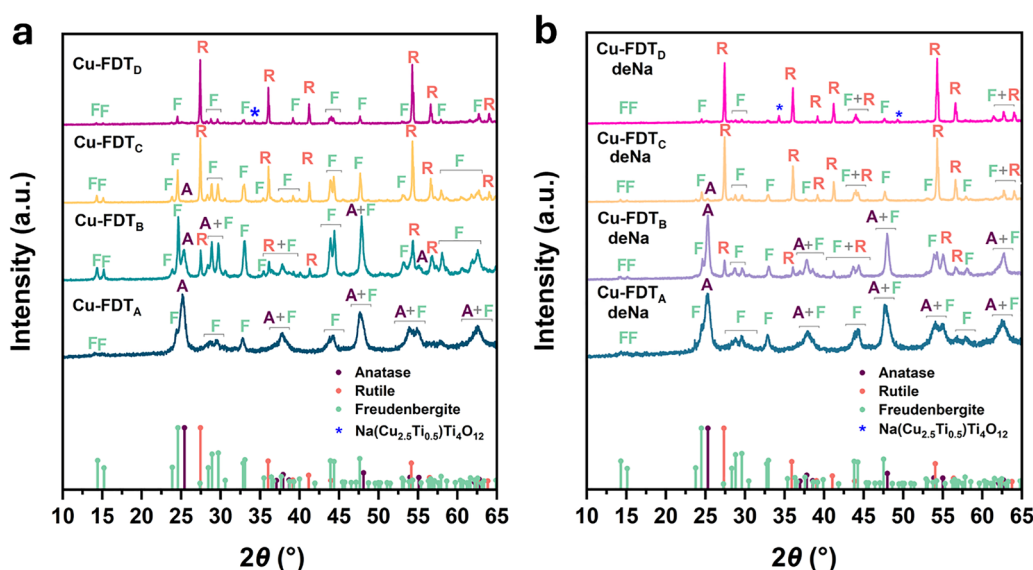 a
Intensity (a.u.)
Cu-FDT_D
F F F F R F * R F R F F R F R F F R
Cu-FDT_C
F F F A R F F F R F R F F F R R F R
Cu-FDT_B
F F F F A R A+F F R+F R F A+F F R A R F
Cu-FDT_A
F F F A F F A+F F A+F A+F A+F
Anatase
Rutile
Freudenbergite
* Na(Cu2.5Ti0.5)Ti4O12
10 15 20 25 30 35 40 45 50 55 60 65
2θ (°)
b
Intensity (a.u.)
Cu-FDT_D
deNa
R F * R R R F+R * R R F+R
Cu-FDT_C
deNa
F F F A R F F R R R F+R F F R F R F+R
Cu-FDT_B
deNa
F F F A R F F R A+F F+R A+F F R F A+F
Cu-FDT_A
deNa
F F F A F F A+F F A+F A+F F A+F
Anatase
Rutile
Freudenbergite
* Na(Cu2.5Ti0.5)Ti4O12
10 15 20 25 30 35 40 45 50 55 60 65
2θ (°)